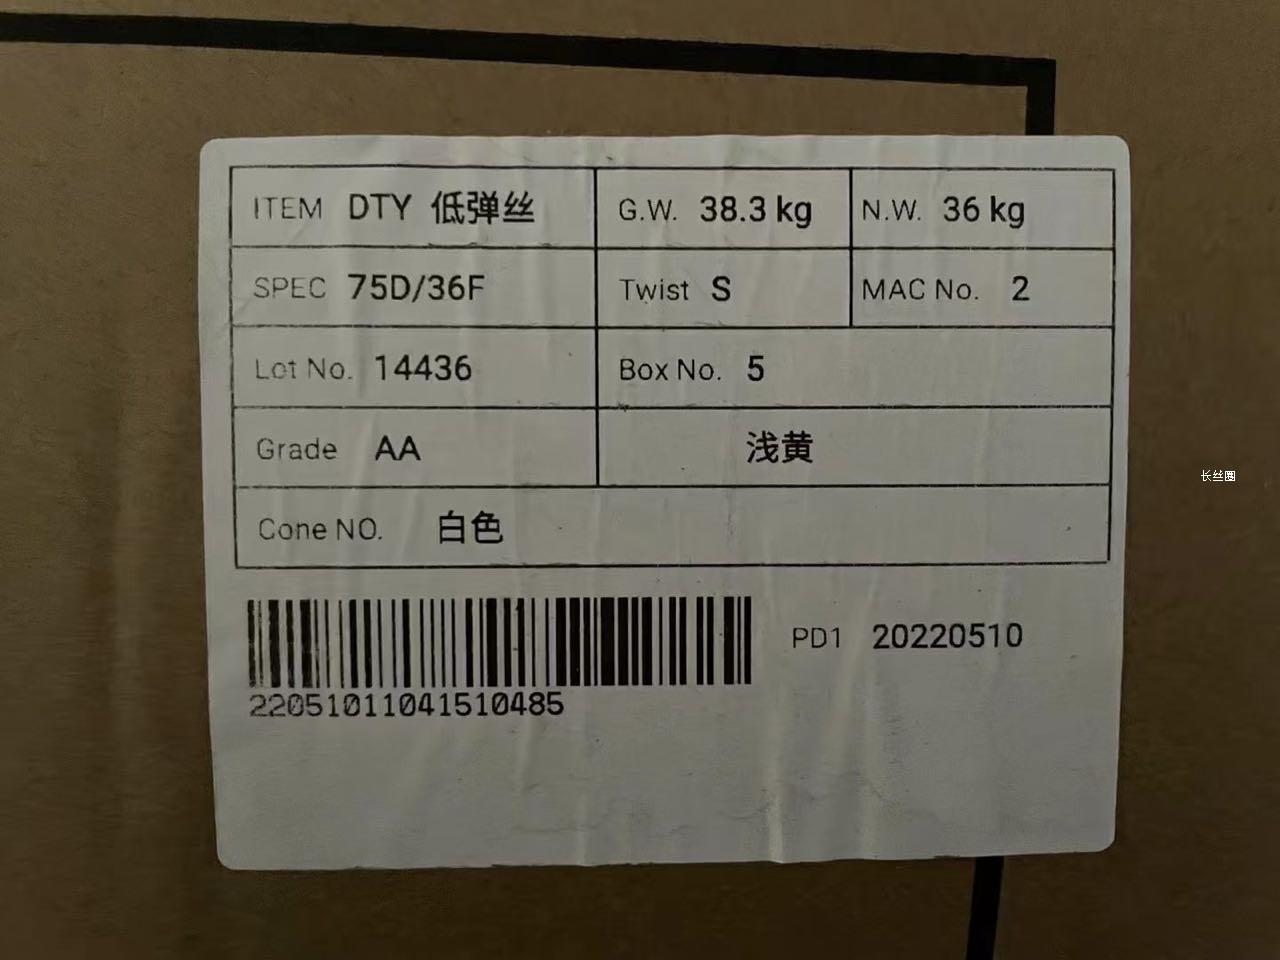 ITEM DTY 低弹丝 G.W. 38.3 kg N.W. 36 kg
SPEC 75D/36F Twist S MAC No. 2
Lot No. 14436 Box No. 5
Grade AA 浅黄
长丝圈
Cone NO. 白色
PD1 20220510
22051011041510485